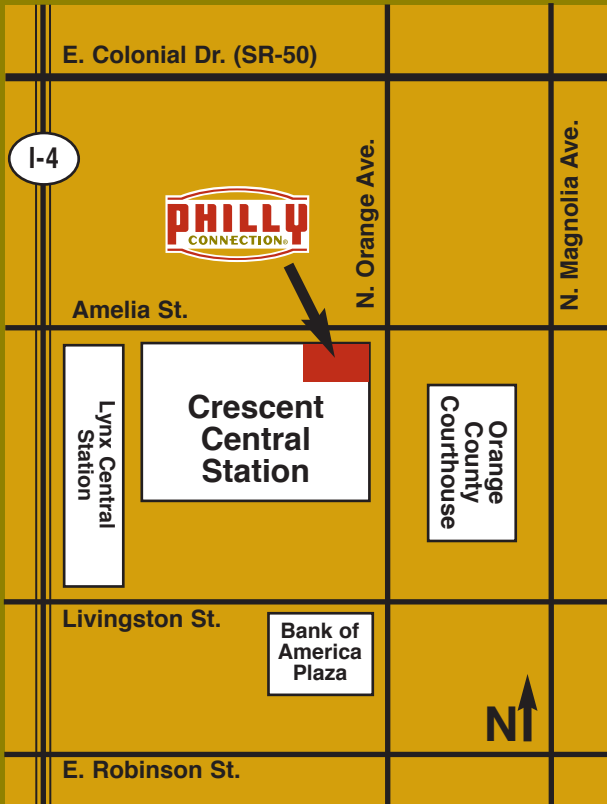 E. Colonial Dr. (SR-50)
I-4
N. Orange Ave.
N. Magnolia Ave.
PHILLY
CONNECTION®
Amelia St.
Lynx Central
Station
Crescent
Central
Station
Orange
County
Courthouse
Livingston St.
Bank of
America
Plaza
N
E. Robinson St.